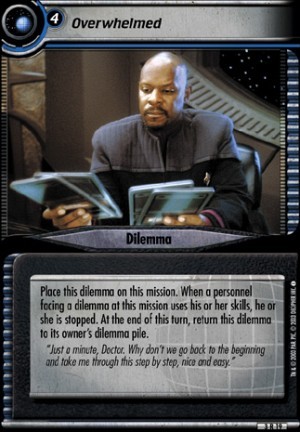 4
Overwhelmed
Dilemma
Place this dilemma on this mission. When a personnel
facing a dilemma at this mission uses his or her skills, he or
she is stopped. At the end of this turn, return this dilemma
to its owner's dilemma pile.
"Just a minute, Doctor. Why don't we go back to the beginning
and take me through this step by step, nice and easy."